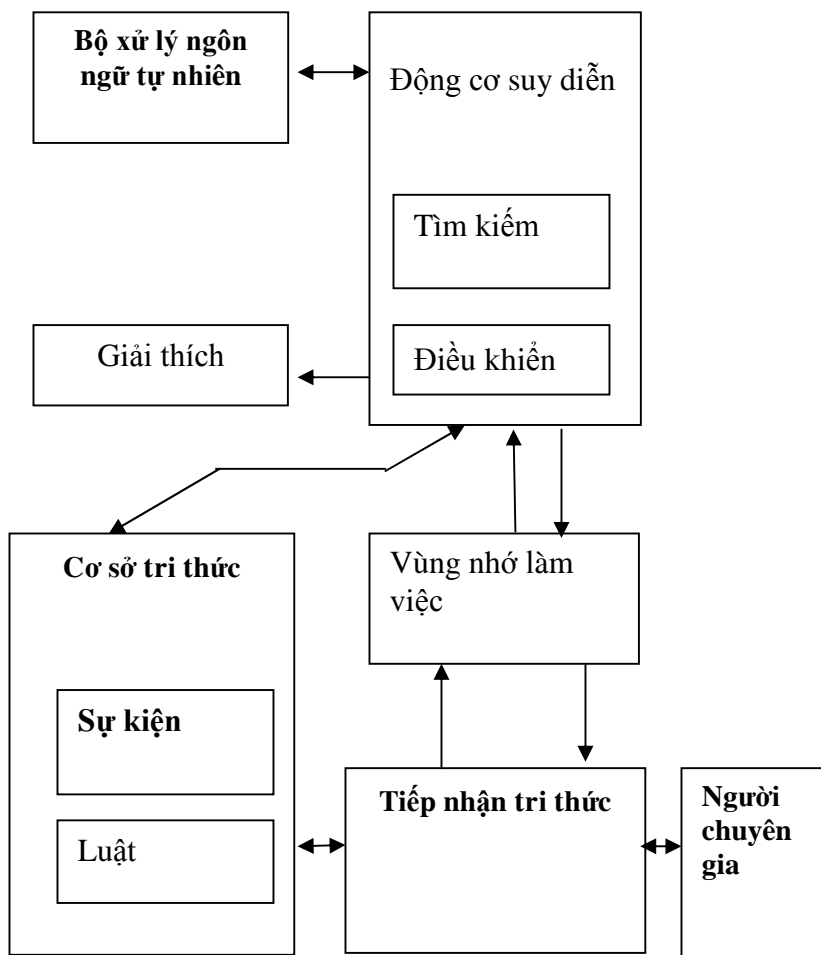 Bộ xử lý ngôn
ngữ tự nhiên
Động cơ suy diễn
Tìm kiếm
Giải thích
Điều khiển
Cơ sở tri thức
Vùng nhớ làm
việc
Sự kiện
Tiếp nhận tri thức
Người
chuyên
gia
Luật